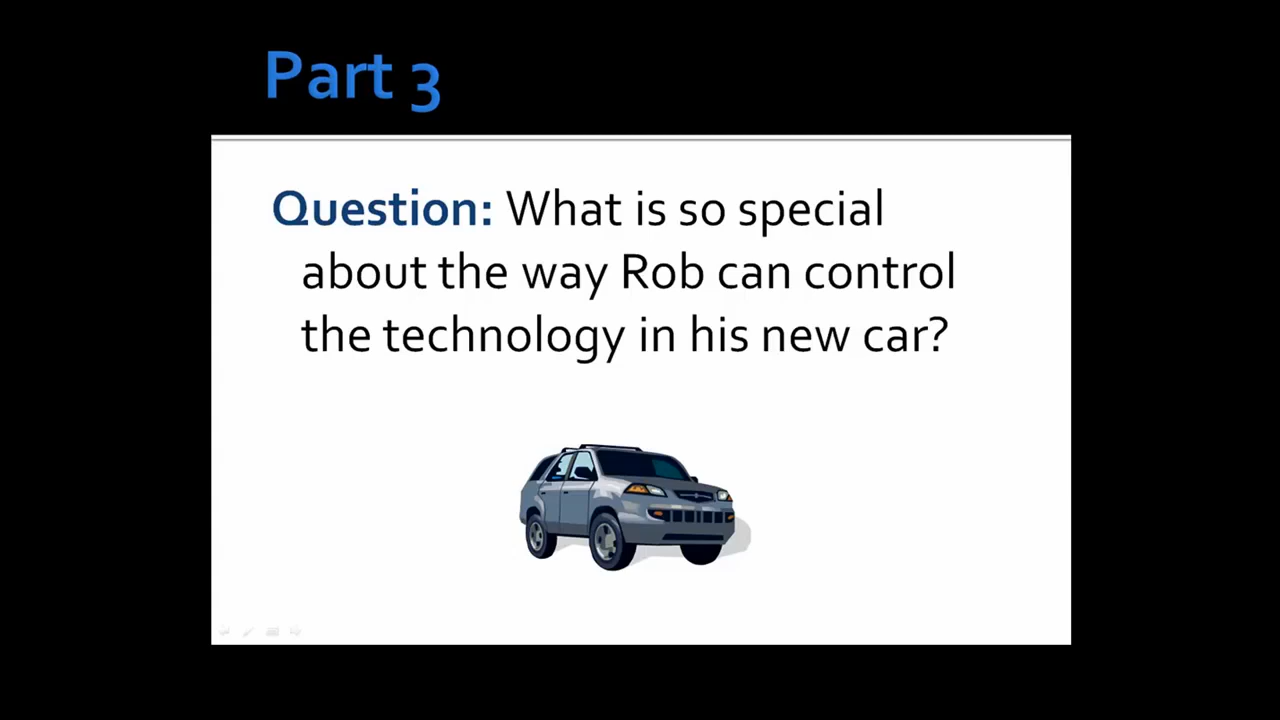 Part 3
Question: What is so special
about the way Rob can control
the technology in his new car?